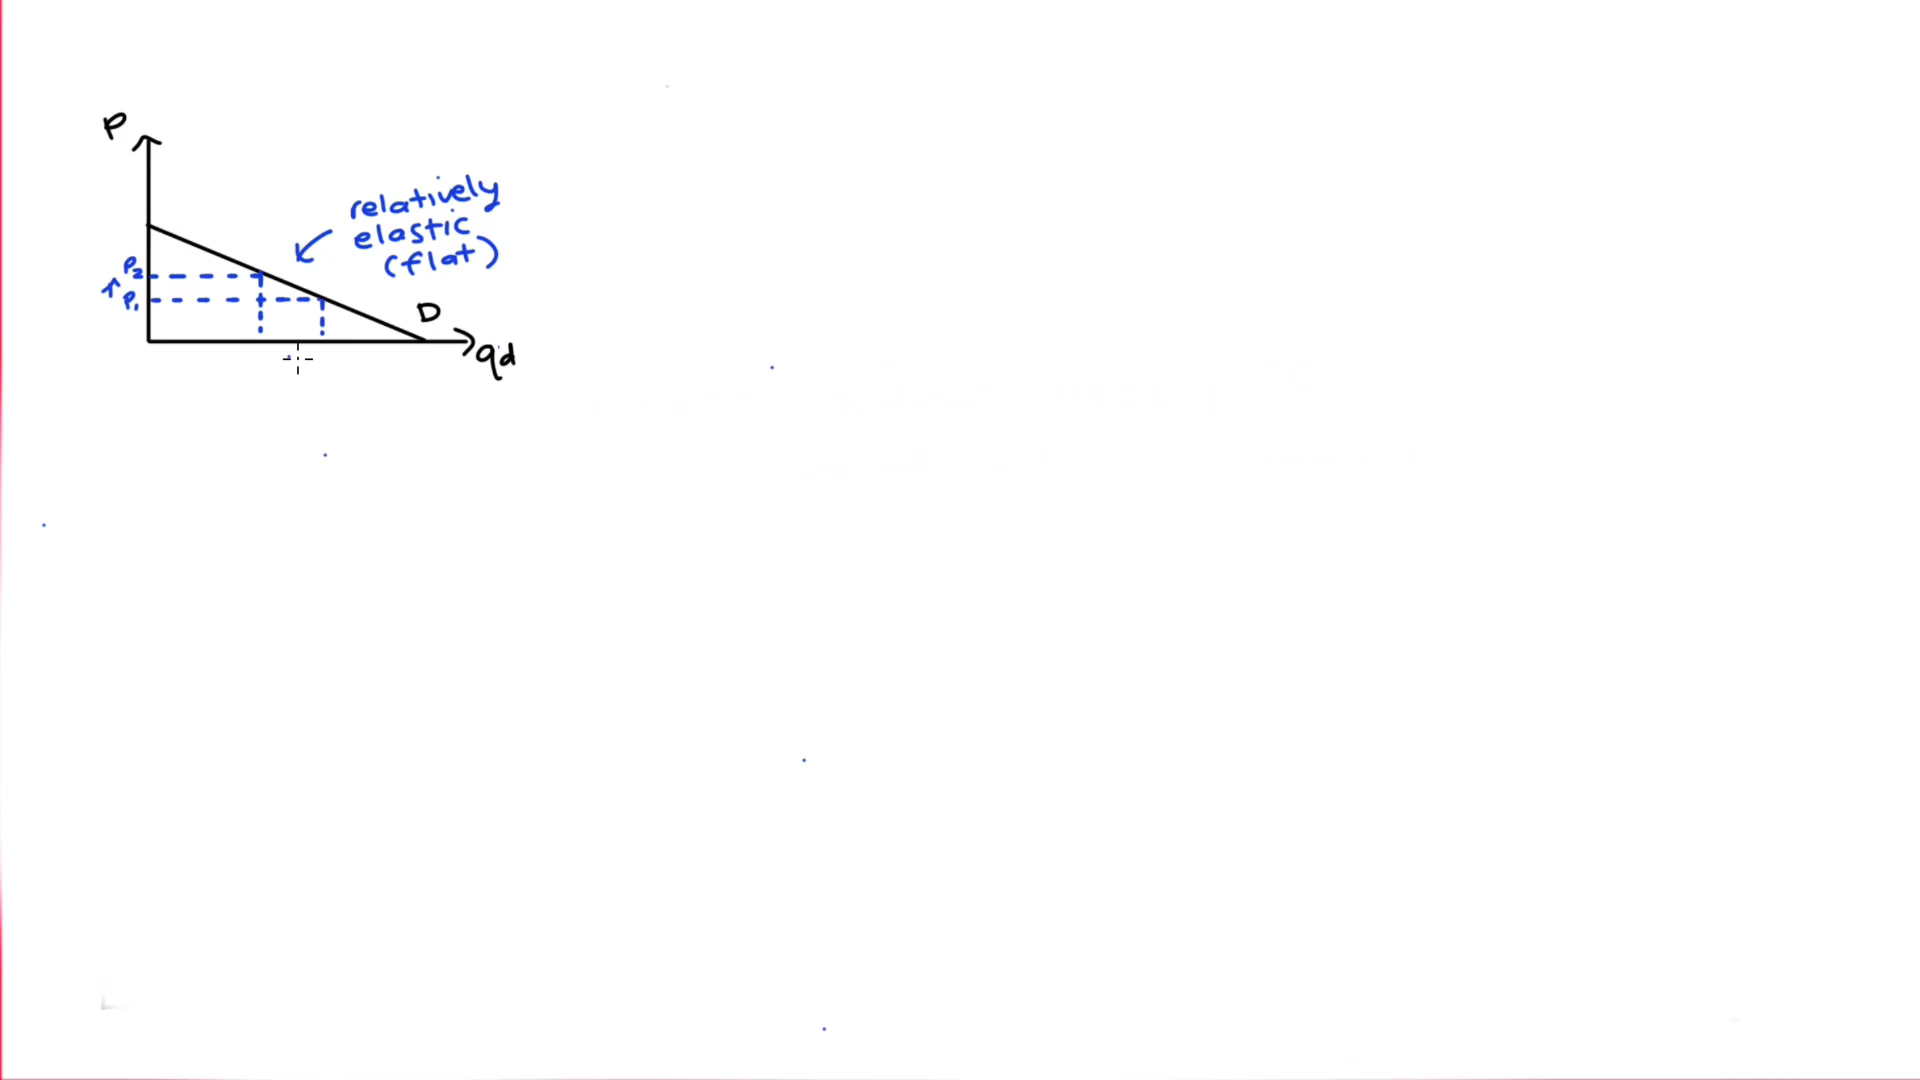 P
relatively
elastic
(flat)
P₂
P₁
D
qd